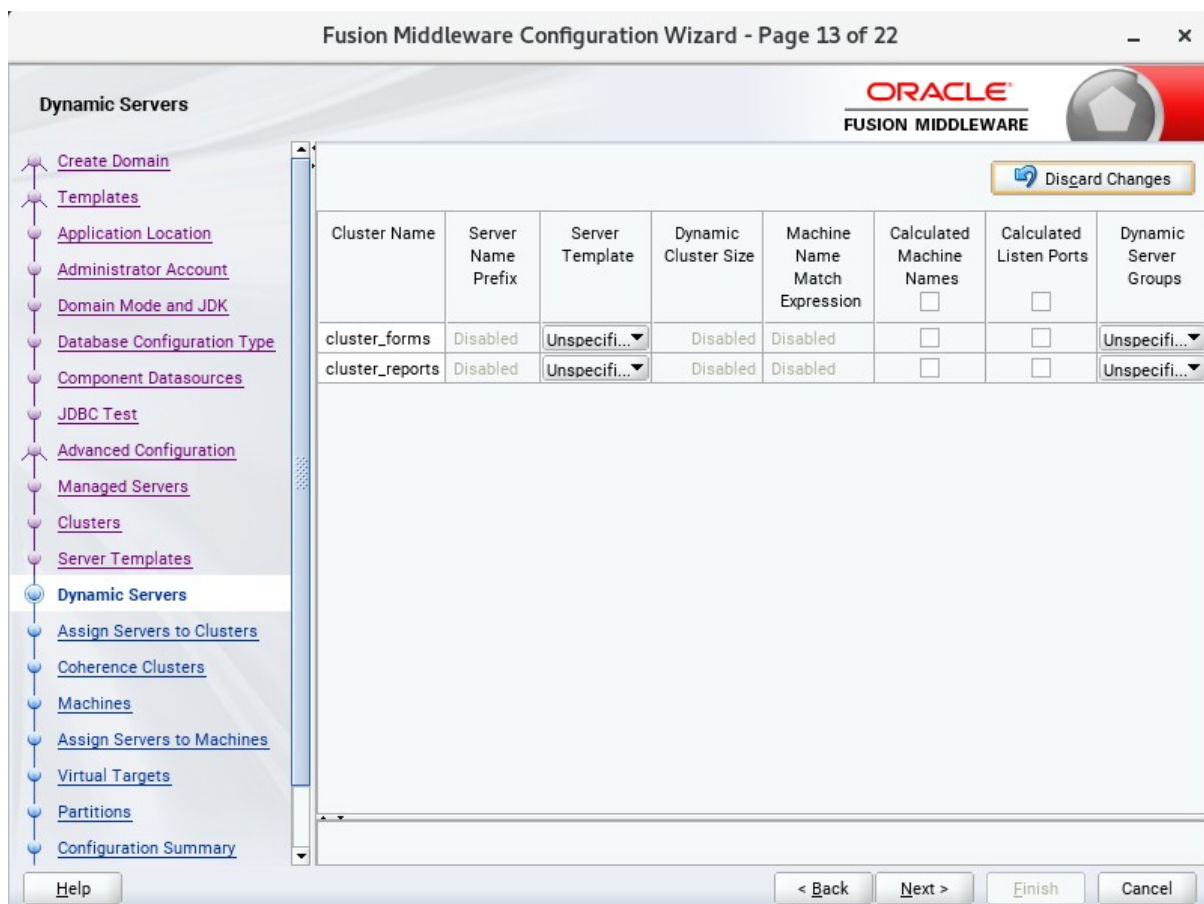 Fusion Middleware Configuration Wizard - Page 13 of 22
Dynamic Servers
ORACLE
FUSION MIDDLEWARE
Create Domain
Templates
Application Location
Administrator Account
Domain Mode and JDK
Database Configuration Type
Component Datasources
JDBC Test
Advanced Configuration
Managed Servers
Clusters
Server Templates
Dynamic Servers
Assign Servers to Clusters
Coherence Clusters
Machines
Assign Servers to Machines
Virtual Targets
Partitions
Configuration Summary
Discard Changes
Cluster Name
Server
Name
Prefix
Server
Template
Dynamic
Cluster Size
Machine
Name
Match
Expression
Calculated
Machine
Names
Calculated
Listen Ports
Dynamic
Server
Groups
cluster_forms Disabled Unspecifi... Disabled Disabled Unspecifi...
cluster_reports Disabled Unspecifi... Disabled Disabled Unspecifi...
Help
< Back
Next >
Finish
Cancel